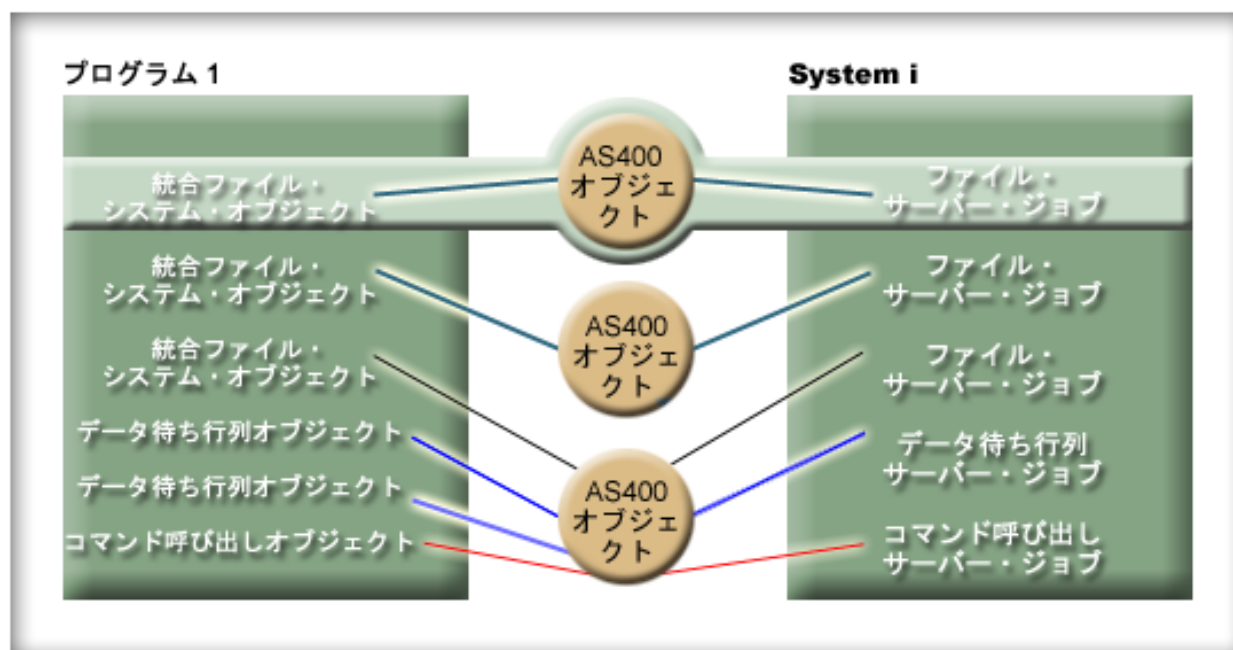 プログラム 1
統合ファイル・
システム・オブジェクト
統合ファイル・
システム・オブジェクト
統合ファイル・
システム・オブジェクト
データ待ち行列オブジェクト
データ待ち行列オブジェクト
コマンド呼び出しオブジェクト
AS400
オブジェ
クト
AS400
オブジェ
クト
AS400
オブジェ
クト
System i
ファイル・
サーバー・ジョブ
ファイル・
サーバー・ジョブ
ファイル・
サーバー・ジョブ
データ待ち行列
サーバー・ジョブ
コマンド呼び出し
サーバー・ジョブ